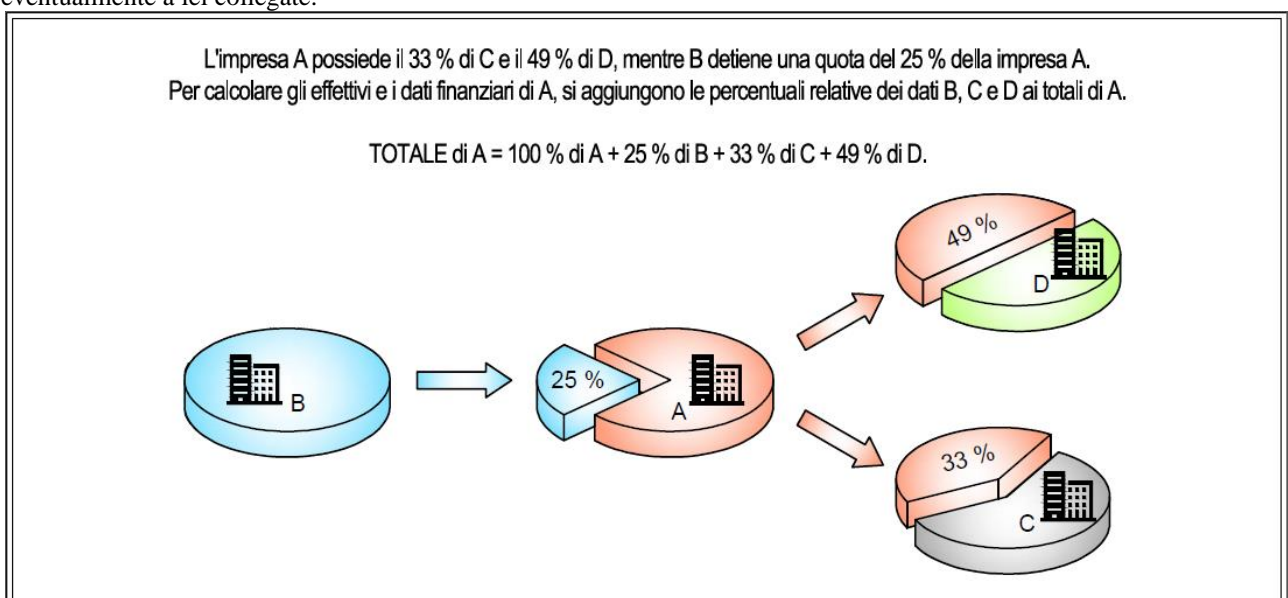 eventualmente a lei collegate.
L'impresa A possiede il 33 % di C e il 49 % di D, mentre B detiene una quota del 25 % della impresa A.
Per calcolare gli effettivi e i dati finanziari di A, si aggiungono le percentuali relative dei dati B, C e D ai totali di A.
TOTALE di A = 100 % di A + 25 % di B + 33 % di C + 49 % di D.
49 %
D
B
25 %
A
33 %
C